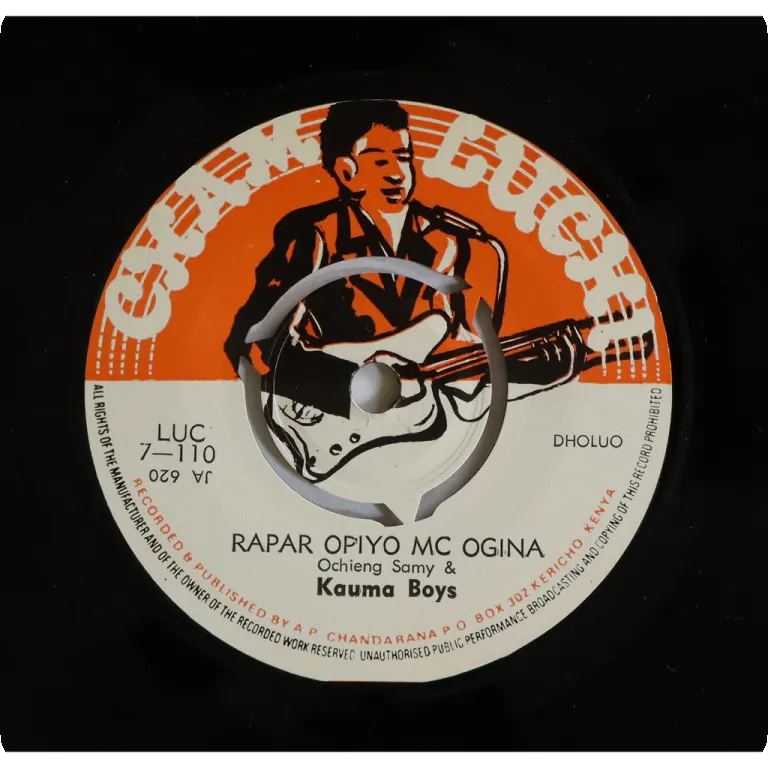 CHAM LUCH!
LUC
7—110
JA 620
DHOLUO
RAPAR OPIYO MC OGINA
Ochieng Samy &
Kauma Boys
RECORDED & PUBLISHED BY A.P. CHANDARANA P O BOX 302 KERICHO KENYA
ALL RIGHTS OF THE MANUFACTURER AND OF THE OWNER OF THE RECORDED WORK RESERVED UNAUTHORISED PUBLIC PERFORMANCE BROADCASTING AND COPYING OF THIS RECORD PROHIBITED